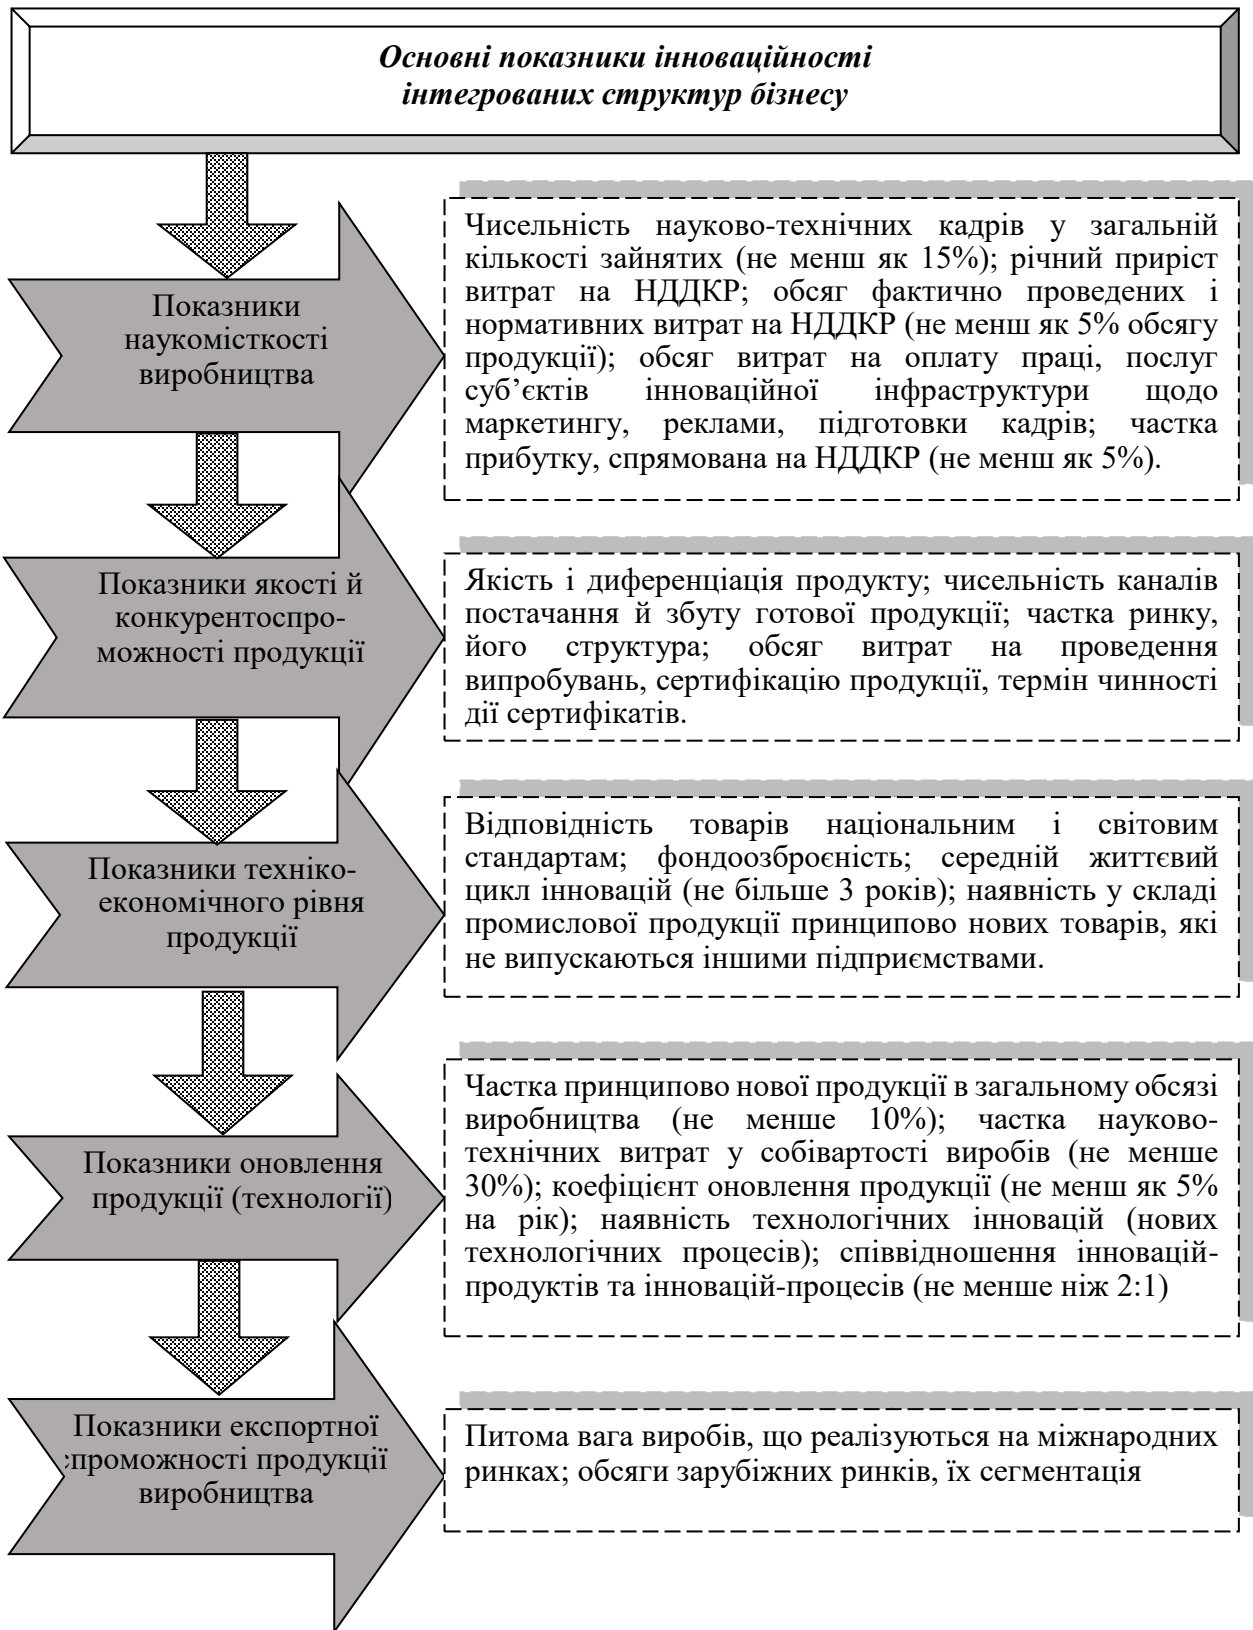 Основні показники інноваційності
інтегрованих структур бізнесу
Показники
наукомісткості
виробництва
Чисельність науково-технічних кадрів у загальній
кількості зайнятих (не менш як 15%); річний приріст
витрат на НДДКР; обсяг фактично проведених і
нормативних витрат на НДДКР (не менш як 5% обсягу
продукції); обсяг витрат на оплату праці, послуг
суб’єктів інноваційної інфраструктури щодо
маркетингу, реклами, підготовки кадрів; частка
прибутку, спрямована на НДДКР (не менш як 5%).
Показники якості й
конкурентоспро-
можності продукції
Якість і диференціація продукту; чисельність каналів
постачання й збуту готової продукції; частка ринку,
його структура; обсяг витрат на проведення
випробувань, сертифікацію продукції, термін чинності
дії сертифікатів.
Показники техніко-
економічного рівня
продукції
Відповідність товарів національним і світовим
стандартам; фондоозброєність; середній життєвий
цикл інновацій (не більше 3 років); наявність у складі
промислової продукції принципово нових товарів, які
не випускаються іншими підприємствами.
Показники оновлення
продукції (технології)
Частка принципово нової продукції в загальному обсязі
виробництва (не менше 10%); частка науково-
технічних витрат у собівартості виробів (не менше
30%); коефіцієнт оновлення продукції (не менш як 5%
на рік); наявність технологічних інновацій (нових
технологічних процесів); співвідношення інновацій-
продуктів та інновацій-процесів (не менше ніж 2:1)
Показники експортної
спроможності продукції
виробництва
Питома вага виробів, що реалізуються на міжнародних
ринках; обсяги зарубіжних ринків, їх сегментація